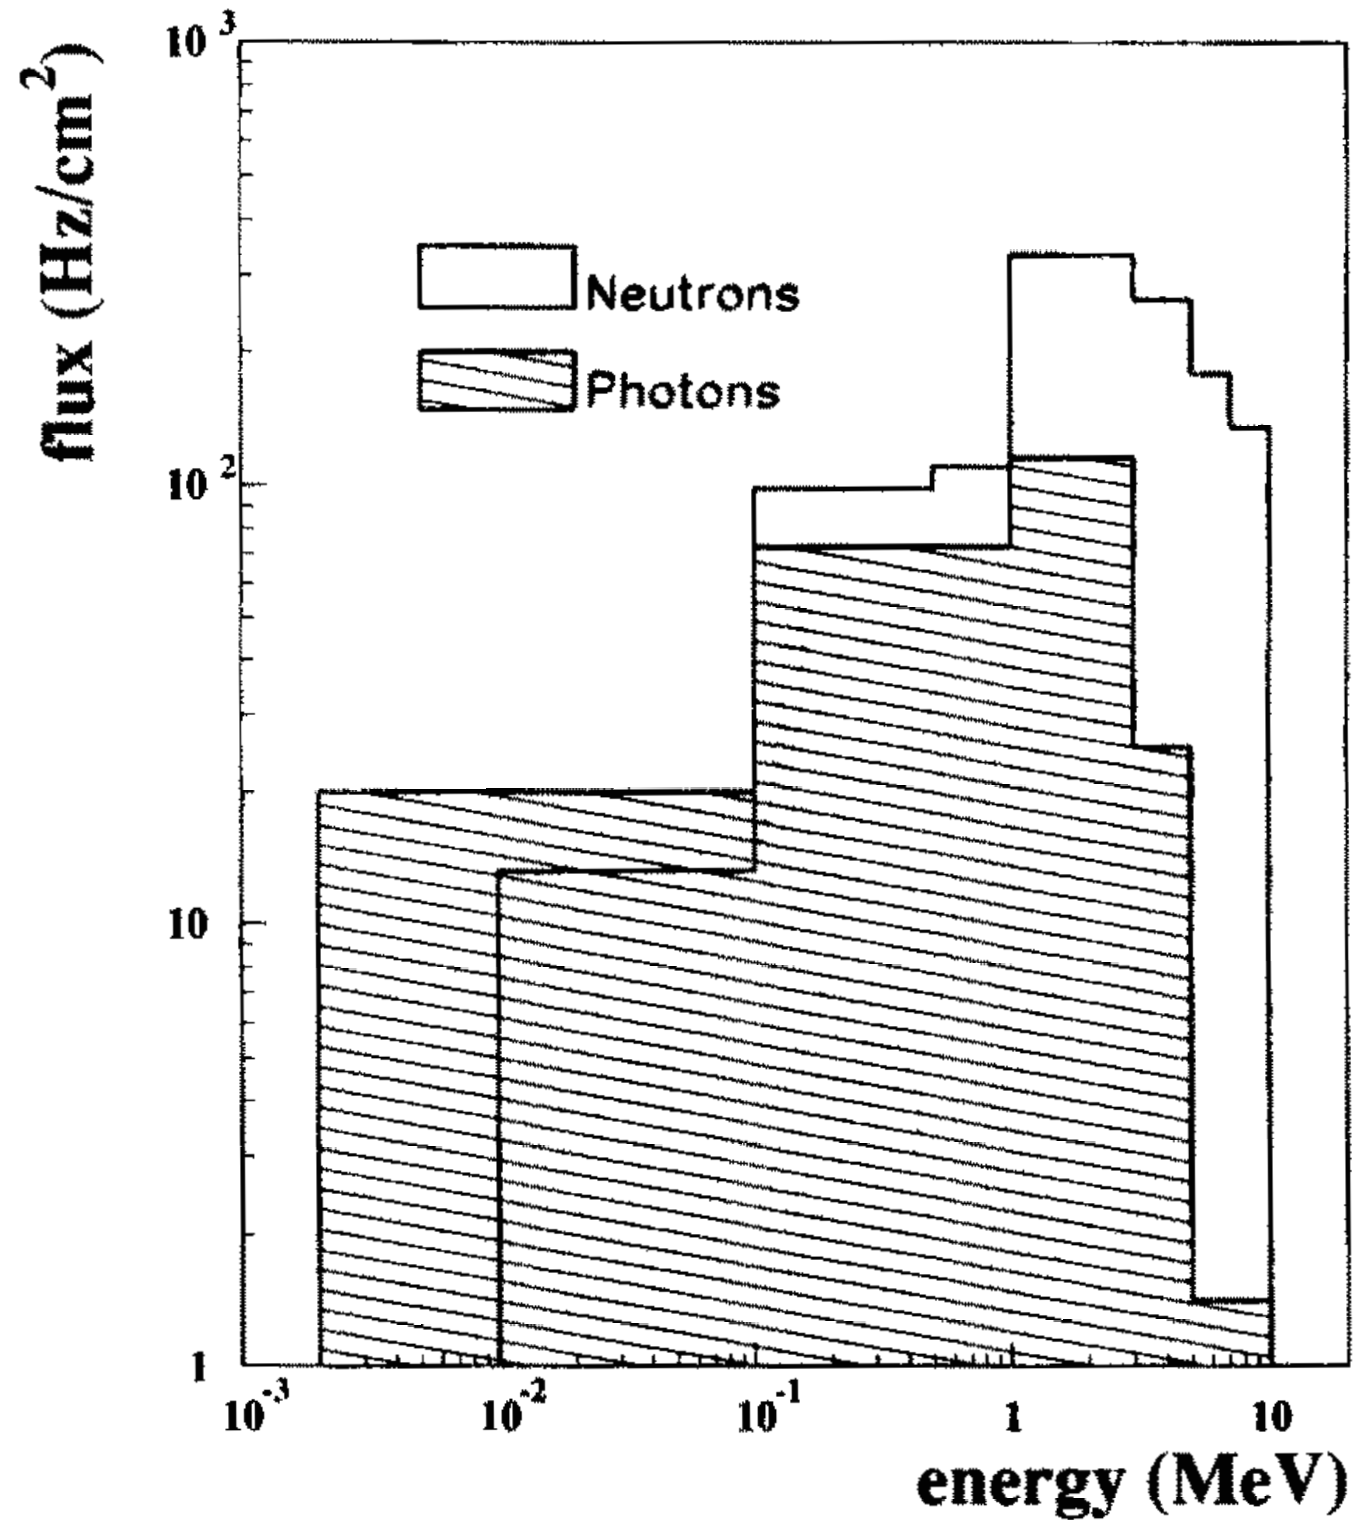 flux (Hz/cm²)
10³
10²
10
1
Neutrons
Photons
10⁻³ 10⁻² 10⁻¹ 1 10
energy (MeV)